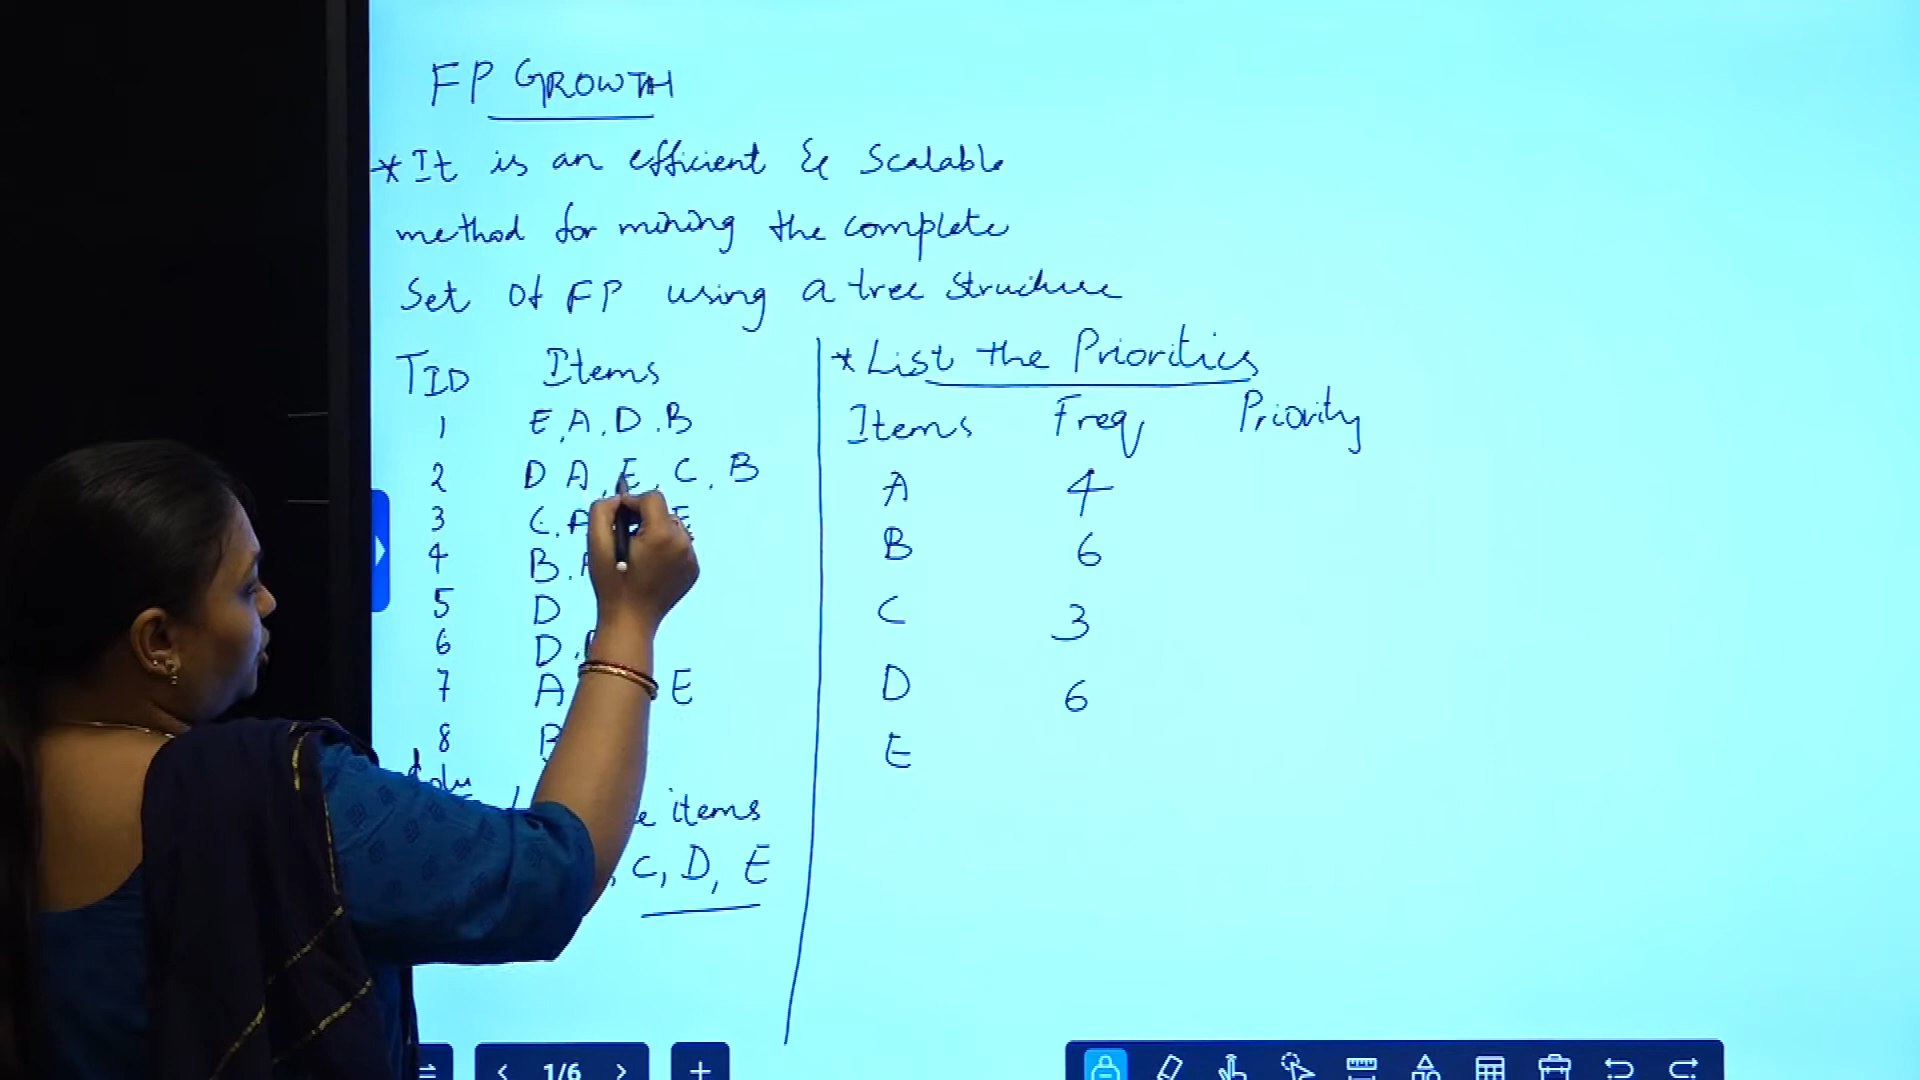 FP GROWTH
*It is an efficient & Scalable
method for mining the complete
Set Of FP using a tree structure
TID Items
1 E, A, D, B
2 D A, E, C, B
3 C, A E
4 B, A
5 D
6 D,
7 A E
8 B
items
, C, D, E
*List the Priorities
Items Freq Priority
A 4
B 6
C 3
D 6
E
1/6